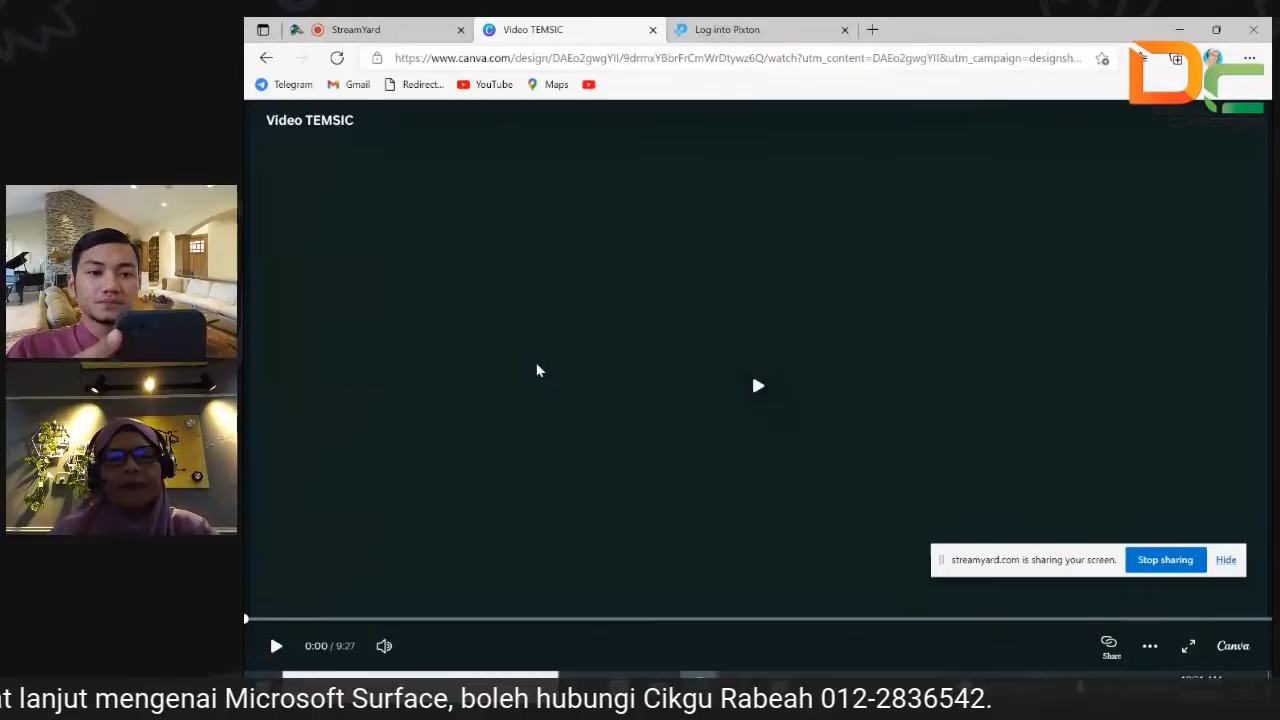 StreamYard
Video TEMSIC
Log into Pixton
https://www.canva.com/design/DAEo2gwgYlI/9drmxYBbrFrCmWrDtywz6Q/watch?utm_content=DAEo2gwgYlI&utm_campaign=designsh...
Telegram
Gmail
Redirect...
YouTube
Maps
DE
Video TEMSIC
streamyard.com is sharing your screen.
Stop sharing
Hide
0:00 / 9:27
Share
Canva
at lanjut mengenai Microsoft Surface, boleh hubungi Cikgu Rabeah 012-2836542.